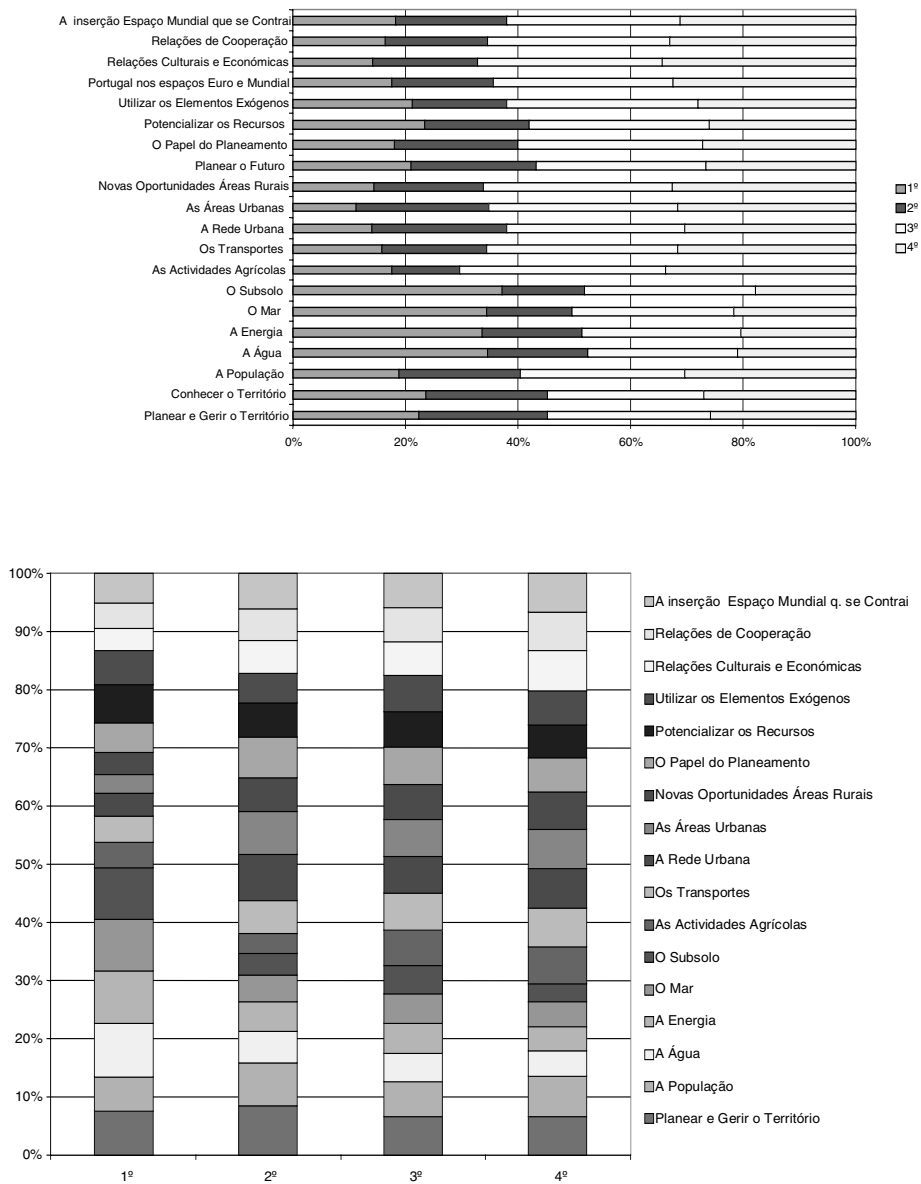 A inserção Espaço Mundial que se Contrai
Relações de Cooperação
Relações Culturais e Económicas
Portugal nos espaços Euro e Mundial
Utilizar os Elementos Exógenos
Potencializar os Recursos
O Papel do Planeamento
Planear o Futuro
Novas Oportunidades Áreas Rurais
As Áreas Urbanas
A Rede Urbana
Os Transportes
As Actividades Agrícolas
O Subsolo
O Mar
A Energia
A Água
A População
Conhecer o Território
Planear e Gerir o Território
0% 20% 40% 60% 80% 100%
1º
2º
3º
4º
100%
90%
80%
70%
60%
50%
40%
30%
20%
10%
0%
1º 2º 3º 4º
A inserção Espaço Mundial q. se Contrai
Relações de Cooperação
Relações Culturais e Económicas
Utilizar os Elementos Exógenos
Potencializar os Recursos
O Papel do Planeamento
Novas Oportunidades Áreas Rurais
As Áreas Urbanas
A Rede Urbana
Os Transportes
As Actividades Agrícolas
O Subsolo
O Mar
A Energia
A Água
A População
Planear e Gerir o Território